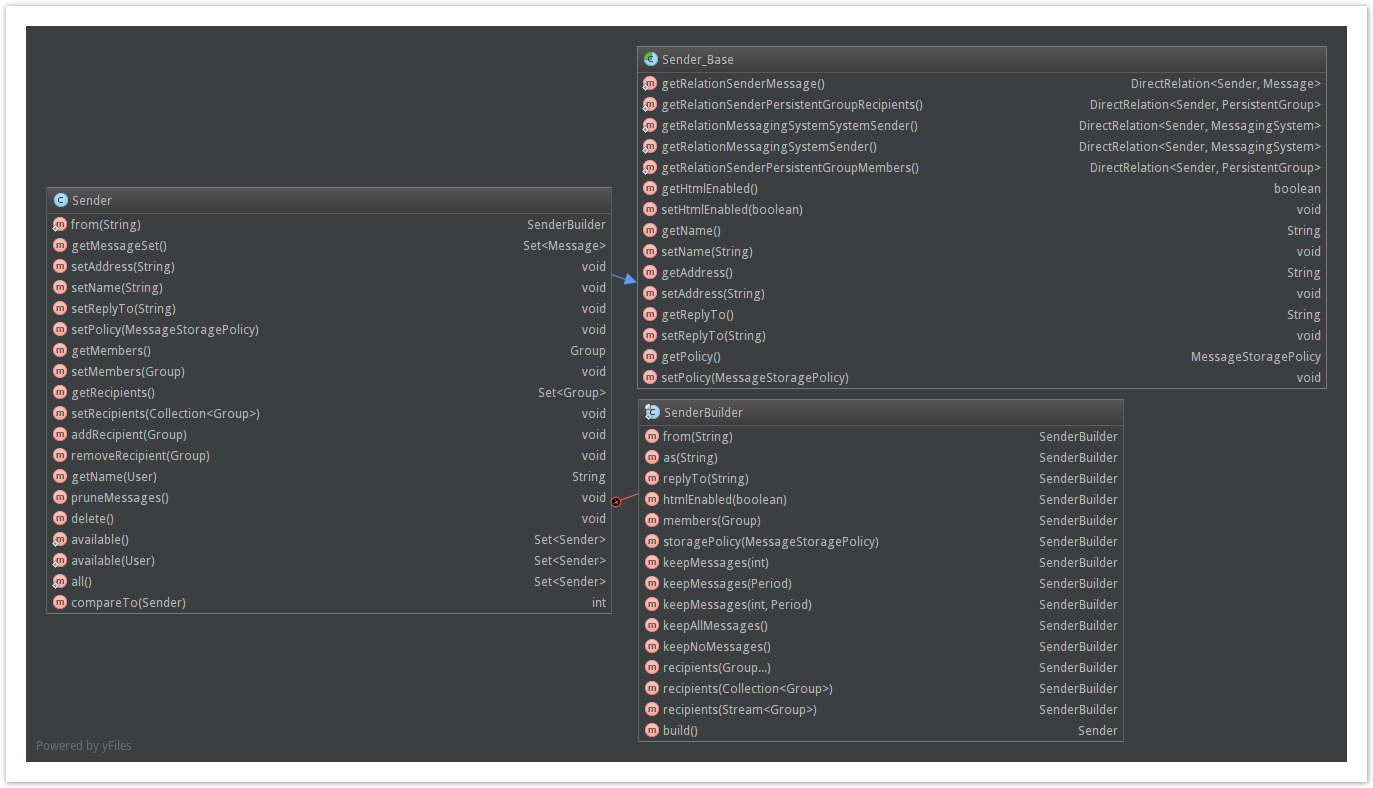 Sender
from(String) SenderBuilder
getMessageSet() Set<Message>
setAddress(String) void
setName(String) void
setReplyTo(String) void
setPolicy(MessageStoragePolicy) void
getMembers() Group
setMembers(Group) void
getRecipients() Set<Group>
setRecipients(Collection<Group>) void
addRecipient(Group) void
removeRecipient(Group) void
getName(User) String
pruneMessages() void
delete() void
available() Set<Sender>
available(User) Set<Sender>
all() Set<Sender>
compareTo(Sender) int
Sender_Base
getRelationSenderMessage() DirectRelation<Sender, Message>
getRelationSenderPersistentGroupRecipients() DirectRelation<Sender, PersistentGroup>
getRelationMessagingSystemSystemSender() DirectRelation<Sender, MessagingSystem>
getRelationMessagingSystemSender() DirectRelation<Sender, MessagingSystem>
getRelationSenderPersistentGroupMembers() DirectRelation<Sender, PersistentGroup>
getHtmlEnabled() boolean
setHtmlEnabled(boolean) void
getName() String
setName(String) void
getAddress() String
setAddress(String) void
getReplyTo() String
setReplyTo(String) void
getPolicy() MessageStoragePolicy
setPolicy(MessageStoragePolicy) void
SenderBuilder
from(String) SenderBuilder
as(String) SenderBuilder
replyTo(String) SenderBuilder
htmlEnabled(boolean) SenderBuilder
members(Group) SenderBuilder
storagePolicy(MessageStoragePolicy) SenderBuilder
keepMessages(int) SenderBuilder
keepMessages(Period) SenderBuilder
keepMessages(int, Period) SenderBuilder
keepAllMessages() SenderBuilder
keepNoMessages() SenderBuilder
recipients(Group...) SenderBuilder
recipients(Collection<Group>) SenderBuilder
recipients(Stream<Group>) SenderBuilder
build() Sender
Powered by yFiles